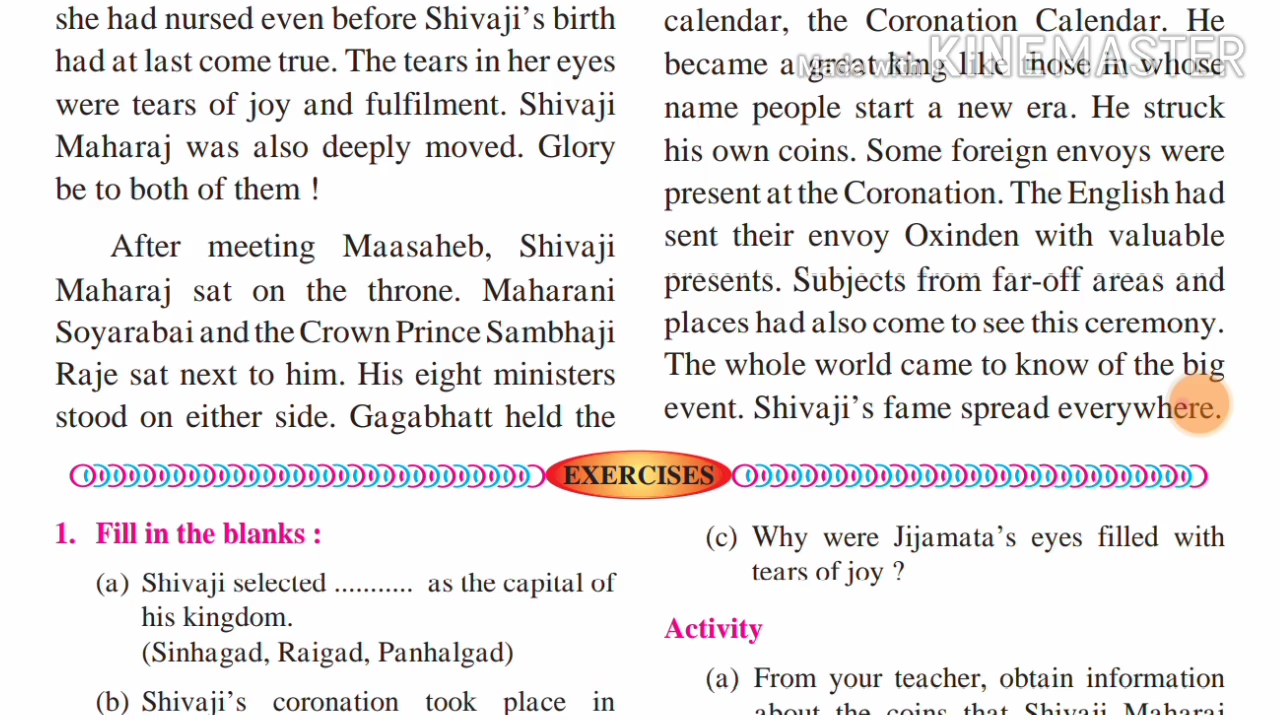 she had nursed even before Shivaji's birth
had at last come true. The tears in her eyes
were tears of joy and fulfilment. Shivaji
Maharaj was also deeply moved. Glory
be to both of them !
After meeting Maasaheb, Shivaji
Maharaj sat on the throne. Maharani
Soyarabai and the Crown Prince Sambhaji
Raje sat next to him. His eight ministers
stood on either side. Gagabhatt held the
calendar, the Coronation Calendar. He
became a great king like those in whose
name people start a new era. He struck
his own coins. Some foreign envoys were
present at the Coronation. The English had
sent their envoy Oxinden with valuable
presents. Subjects from far-off areas and
places had also come to see this ceremony.
The whole world came to know of the big
event. Shivaji's fame spread everywhere.
Made with KINEMASTER
EXERCISES
1. Fill in the blanks :
(a) Shivaji selected ........... as the capital of
his kingdom.
(Sinhagad, Raigad, Panhalgad)
(b) Shivaji's coronation took place in
(c) Why were Jijamata's eyes filled with
tears of joy ?
Activity
(a) From your teacher, obtain information
about the coins that Shivaji Maharaj